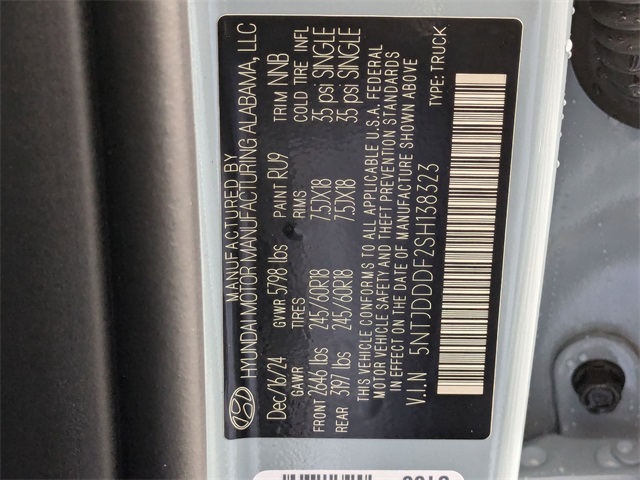 MANUFACTURED BY
HYUNDAI MOTOR MANUFACTURING ALABAMA, LLC
Dec/16/24 GVWR 5798 lbs PAINT RU9 TRIM NNB
GAWR TIRES RIMS COLD TIRE INFL
FRONT 2646 lbs 245/60R18 7.5JX18 35 psi SINGLE
REAR 3197 lbs 245/60R18 7.5JX18 35 psi SINGLE
THIS VEHICLE CONFORMS TO ALL APPLICABLE U.S.A. FEDERAL
MOTOR VEHICLE SAFETY AND THEFT PREVENTION STANDARDS
IN EFFECT ON THE DATE OF MANUFACTURE SHOWN ABOVE
V.I.N 5NTJDDDF2SH138323
TYPE: TRUCK